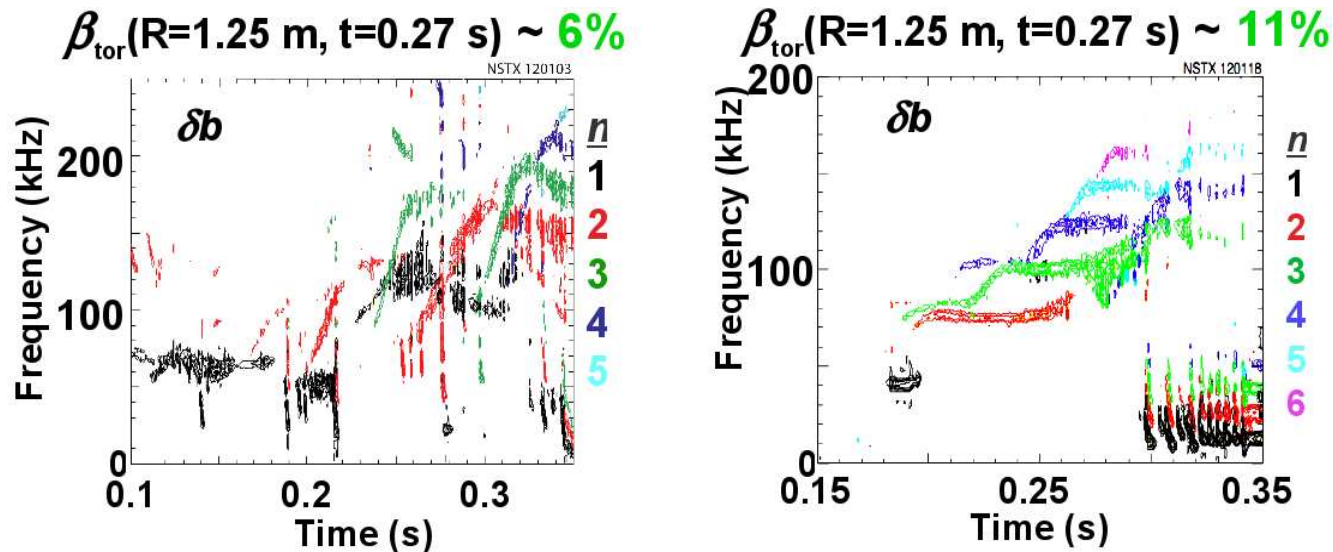 βtor(R=1.25 m, t=0.27 s) ~ 6%
NSTX 120103
δb
Frequency (kHz)
200
100
0
0.1
0.2
0.3
Time (s)
n
1
2
3
4
5
βtor(R=1.25 m, t=0.27 s) ~ 11%
NSTX 120118
δb
Frequency (kHz)
200
100
0
0.15
0.25
0.35
Time (s)
n
1
2
3
4
5
6